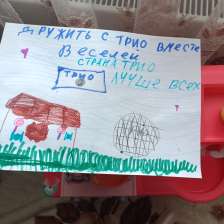 ДРУЖИТЬ С ТРИО ВМЕСТЕ
ВЕСЕЛЕЙ
СТРАНА ТРИО
ТРИО
ЛУЧШЕ ВСЕХ